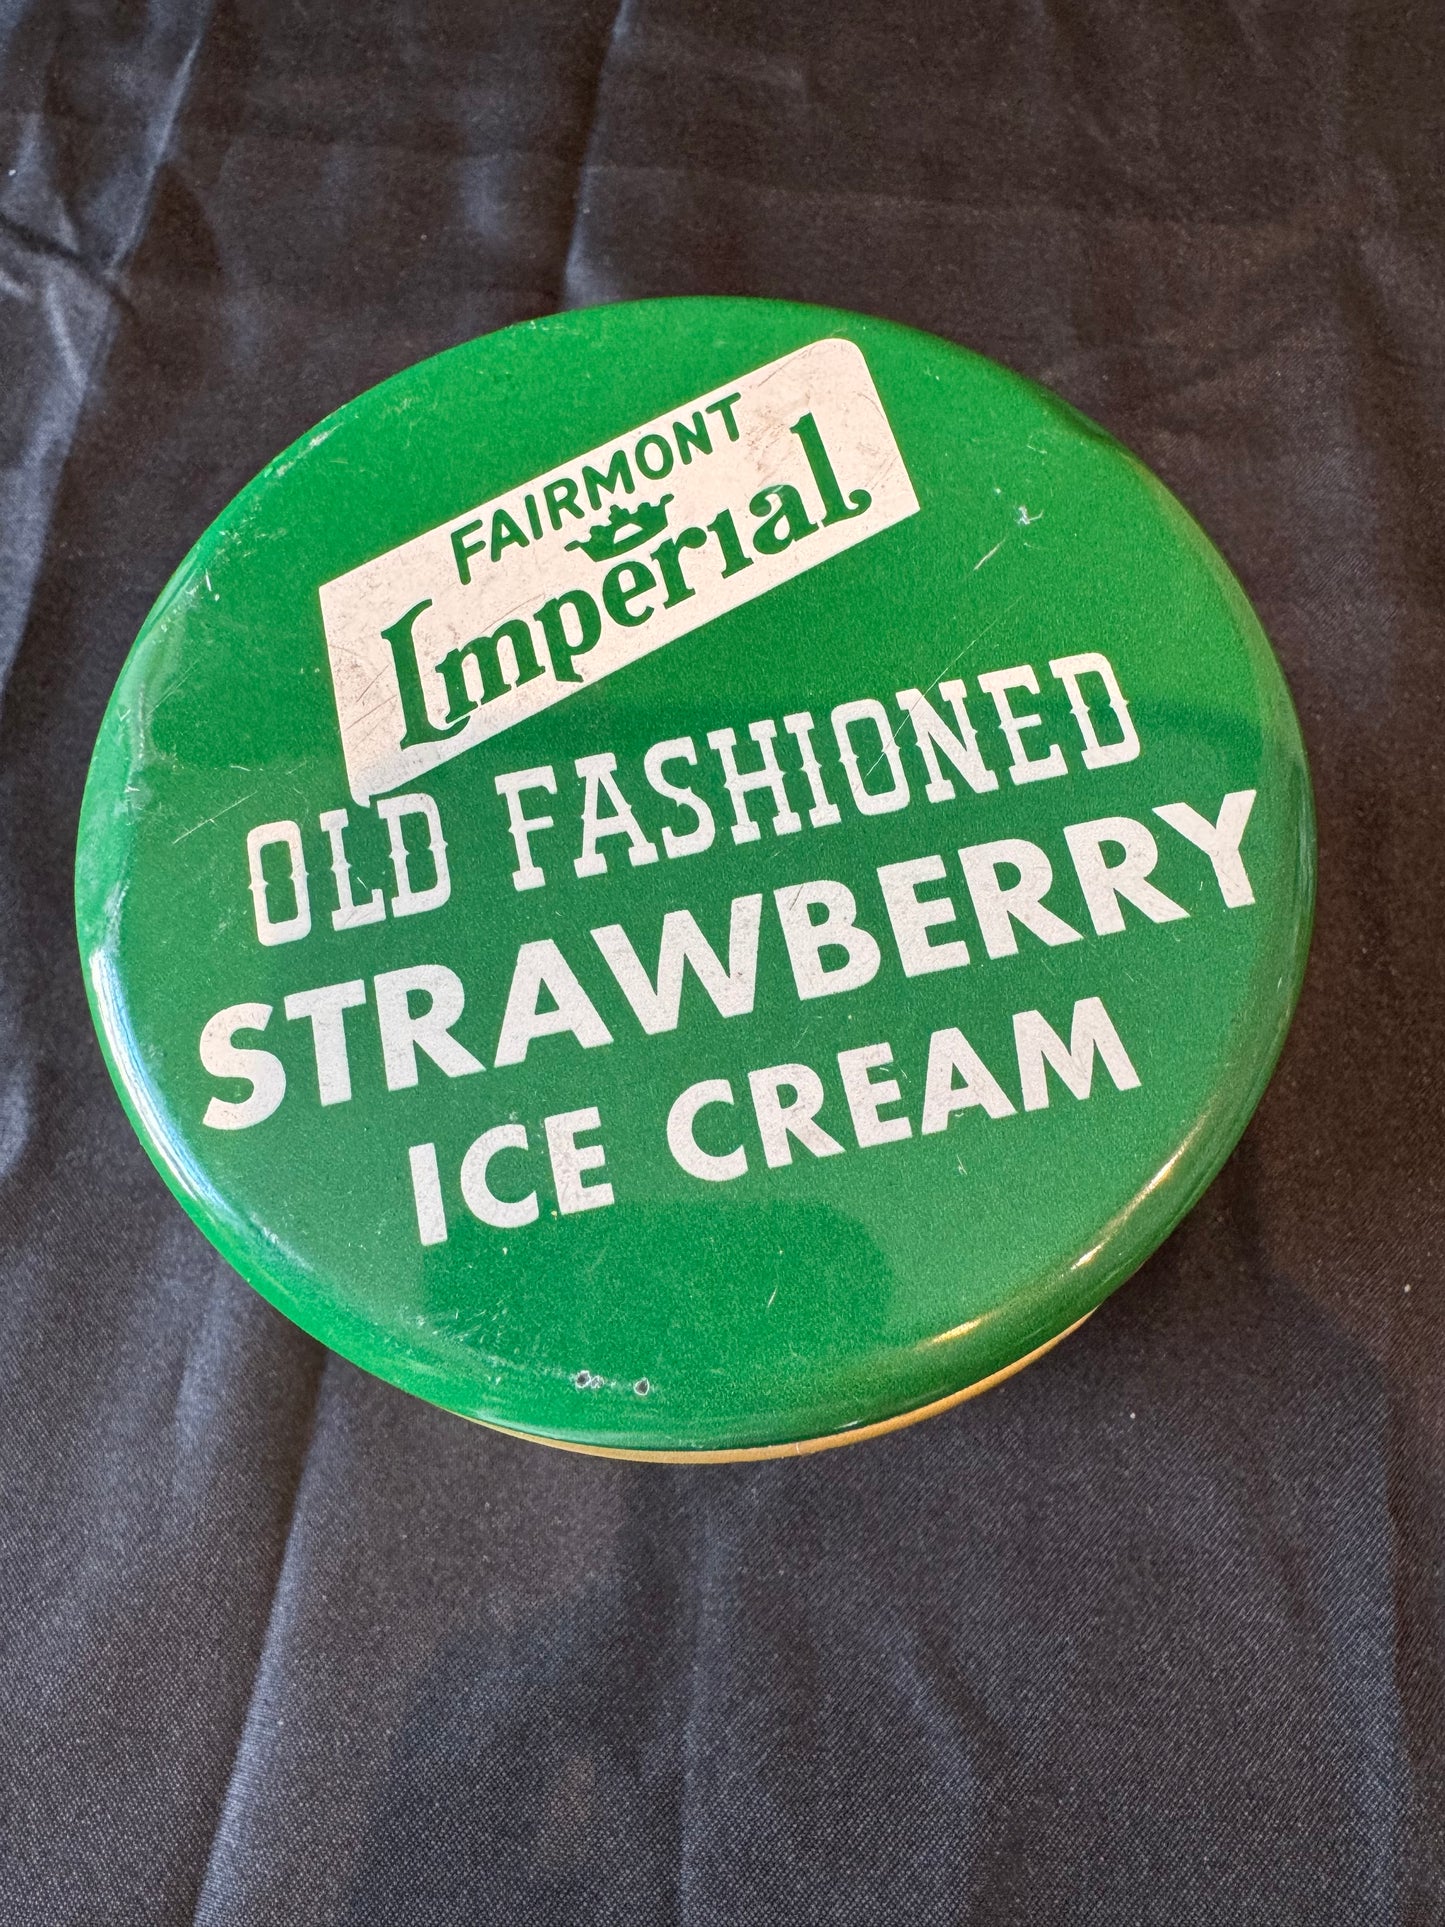 FAIRMONT
Imperial
OLD FASHIONED
STRAWBERRY
ICE CREAM